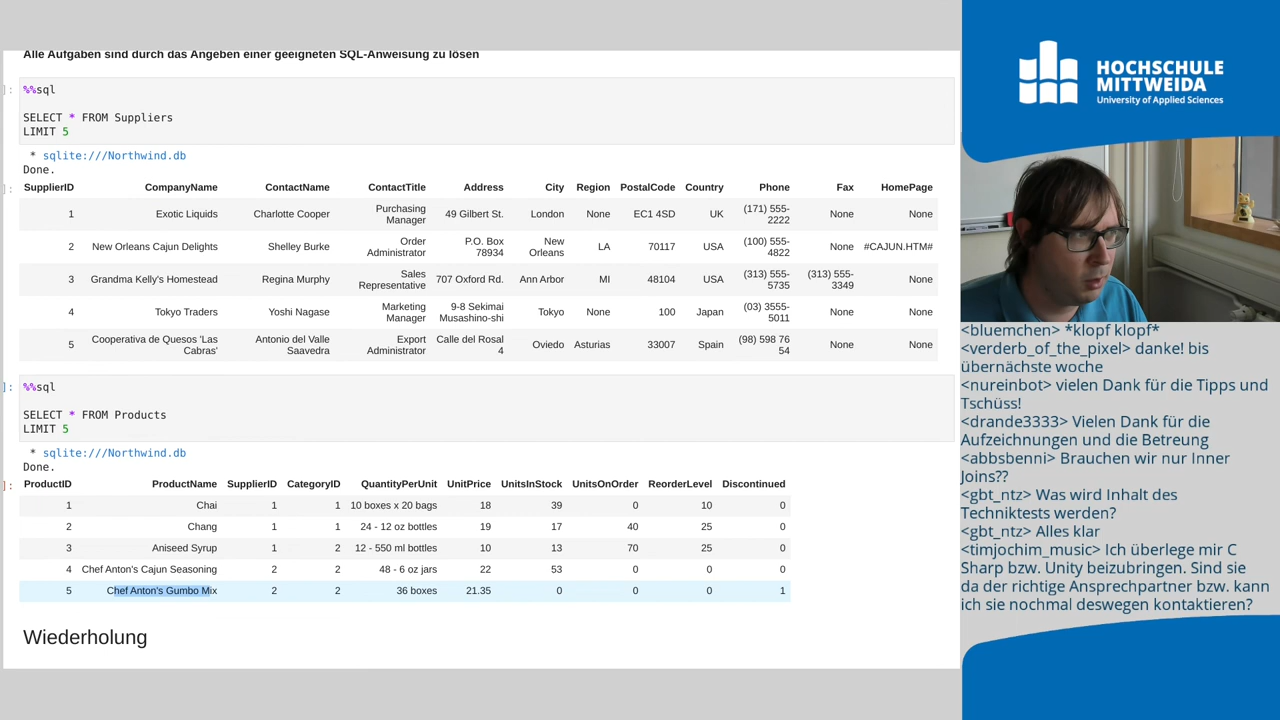 Alle Aufgaben sind durch das Angeben einer geeigneten SQL-Anweisung zu lösen
]:
%%sql
SELECT * FROM Suppliers
LIMIT 5
* sqlite:///Northwind.db
Done.
]: SupplierID CompanyName ContactName ContactTitle Address City Region PostalCode Country Phone Fax HomePage
1 Exotic Liquids Charlotte Cooper Purchasing Manager 49 Gilbert St. London None EC1 4SD UK (171) 555-2222 None None
2 New Orleans Cajun Delights Shelley Burke Order Administrator P.O. Box 78934 New Orleans LA 70117 USA (100) 555-4822 None #CAJUN.HTM#
3 Grandma Kelly's Homestead Regina Murphy Sales Representative 707 Oxford Rd. Ann Arbor MI 48104 USA (313) 555-5735 (313) 555-3349 None
4 Tokyo Traders Yoshi Nagase Marketing Manager 9-8 Sekimai Musashino-shi Tokyo None 100 Japan (03) 3555-5011 None None
5 Cooperativa de Quesos 'Las Cabras' Antonio del Valle Saavedra Export Administrator Calle del Rosal 4 Oviedo Asturias 33007 Spain (98) 598 76 54 None None
]:
%%sql
SELECT * FROM Products
LIMIT 5
* sqlite:///Northwind.db
Done.
]: ProductID ProductName SupplierID CategoryID QuantityPerUnit UnitPrice UnitsInStock UnitsOnOrder ReorderLevel Discontinued
1 Chai 1 1 10 boxes x 20 bags 18 39 0 10 0
2 Chang 1 1 24 - 12 oz bottles 19 17 40 25 0
3 Aniseed Syrup 1 2 12 - 550 ml bottles 10 13 70 25 0
4 Chef Anton's Cajun Seasoning 2 2 48 - 6 oz jars 22 53 0 0 0
5 Chef Anton's Gumbo Mix 2 2 36 boxes 21.35 0 0 0 1
Wiederholung
HOCHSCHULE
MITTWEIDA
University of Applied Sciences
<bluemchen> *klopf klopf*
<verderb_of_the_pixel> danke! bis
übernächste woche
<nureinbot> vielen Dank für die Tipps und
Tschüss!
<drande3333> Vielen Dank für die
Aufzeichnungen und die Betreung
<abbsbenni> Brauchen wir nur Inner
Joins??
<gbt_ntz> Was wird Inhalt des
Techniktests werden?
<gbt_ntz> Alles klar
<timjochim_music> Ich überlege mir C
Sharp bzw. Unity beizubringen. Sind sie
da der richtige Ansprechpartner bzw. kann
ich sie nochmal deswegen kontaktieren?